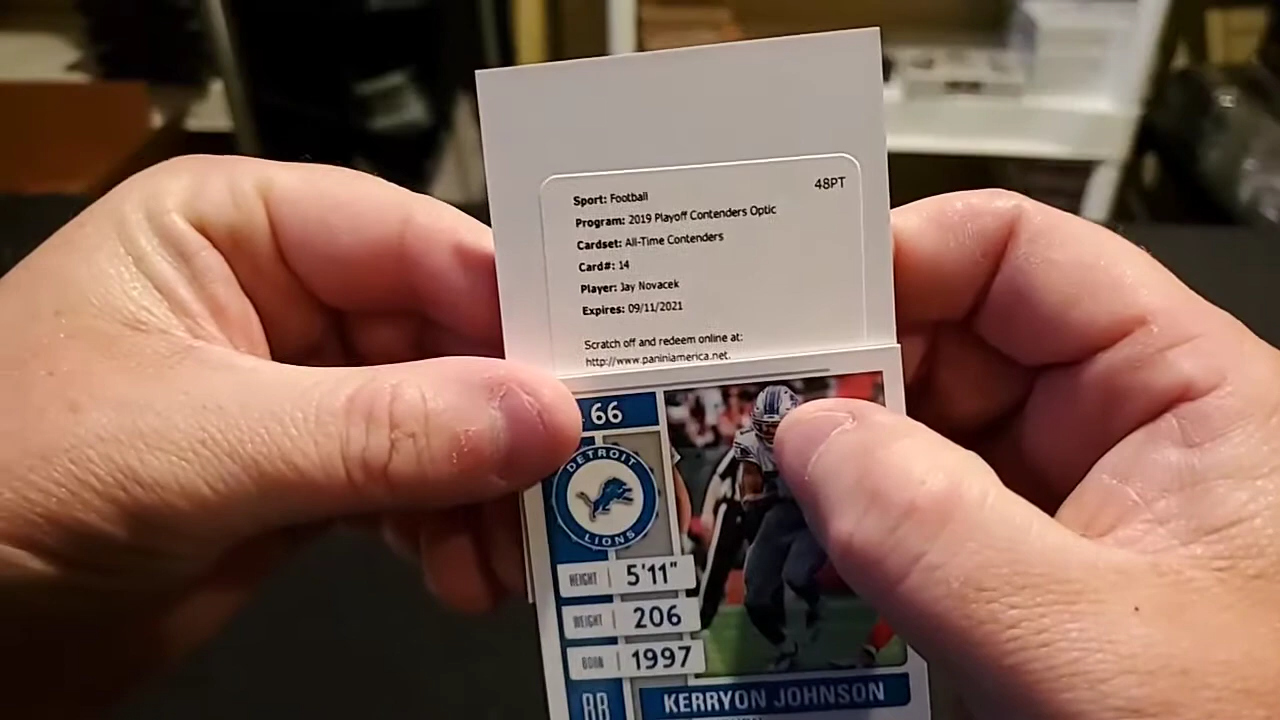 48PT
Sport: Football
Program: 2019 Playoff Contenders Optic
Cardset: All-Time Contenders
Card#: 14
Player: Jay Novacek
Expires: 09/11/2021
Scratch off and redeem online at:
http://www.paniniamerica.net.
66
DETROIT
LIONS
HEIGHT 5'11"
WEIGHT 206
BORN 1997
RB
KERRYON JOHNSON